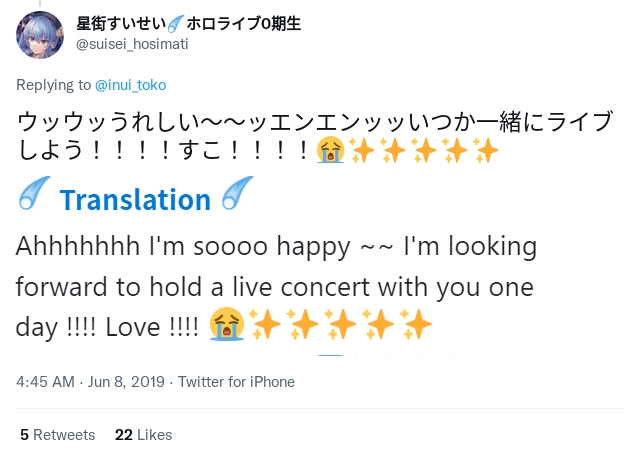 星街すいせい☄️ホロライブ0期生
@suisei_hosimati
Replying to @inui_toko
ウッウッうれしい〜〜ッエンエンッッいつか一緒にライブ
しよう！！！！すこ！！！！😭✨✨✨✨✨
☄️ Translation ☄️
Ahhhhhhh I'm soooo happy ~~ I'm looking
forward to hold a live concert with you one
day !!!! Love !!!! 😭✨✨✨✨✨
4:45 AM · Jun 8, 2019 · Twitter for iPhone
5 Retweets 22 Likes